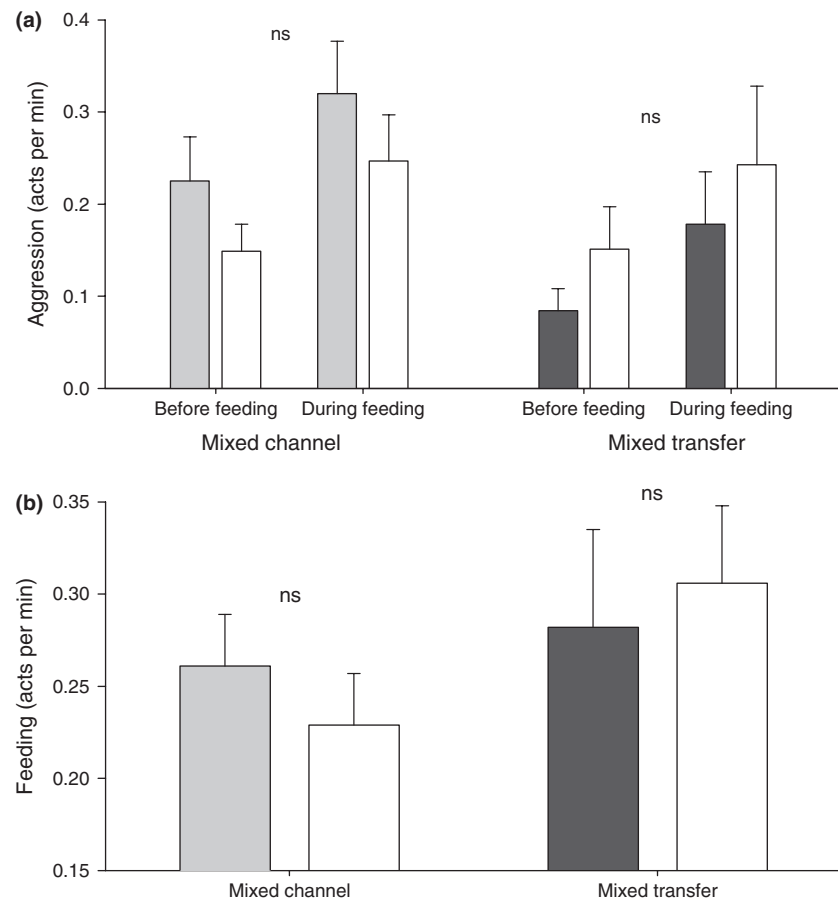 (a)
0.4
0.3
0.2
0.1
0.0
Aggression (acts per min)
ns
ns
Before feeding During feeding Before feeding During feeding
Mixed channel Mixed transfer
(b)
0.35
0.30
0.25
0.20
0.15
Feeding (acts per min)
ns
ns
Mixed channel Mixed transfer